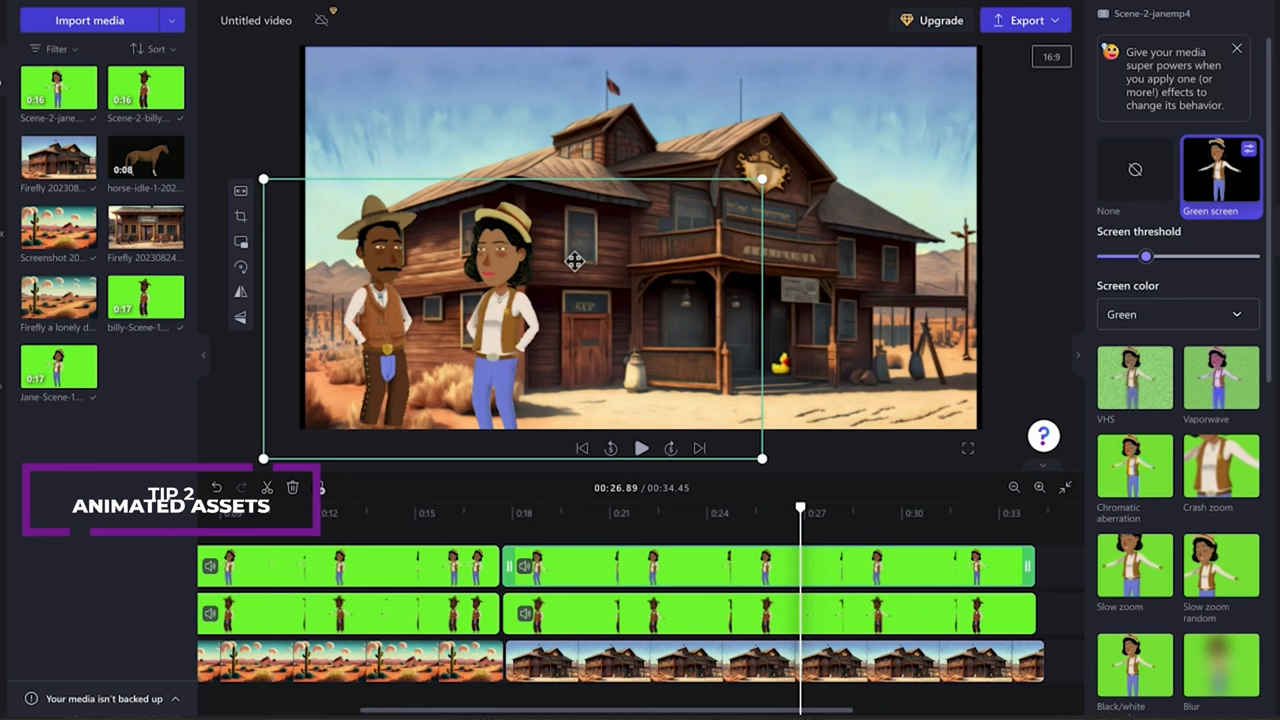 Import media
Untitled video
Upgrade
Export
Scene-2-janemp4
Filter
Sort
16:9
Give your media
super powers when
you apply one (or
more!) effects to
change its behavior.
0:16
0:16
Scene-2-jane...
Scene-2-billy...
0:08
Firefly 202308...
horse-idle-1-202...
None
Green screen
Screen threshold
Screenshot 20...
Firefly 20230824...
Screen color
Green
0:17
Firefly a lonely d...
billy-Scene-1...
0:17
Jane-Scene-1...
VHS
Vaporwave
TIP 2
ANIMATED ASSETS
00:26.89 / 00:34.45
0:12
0:15
0:18
0:21
0:24
0:27
0:30
0:33
Chromatic
aberration
Crash zoom
Slow zoom
Slow zoom
random
Your media isn't backed up
Black/white
Blur